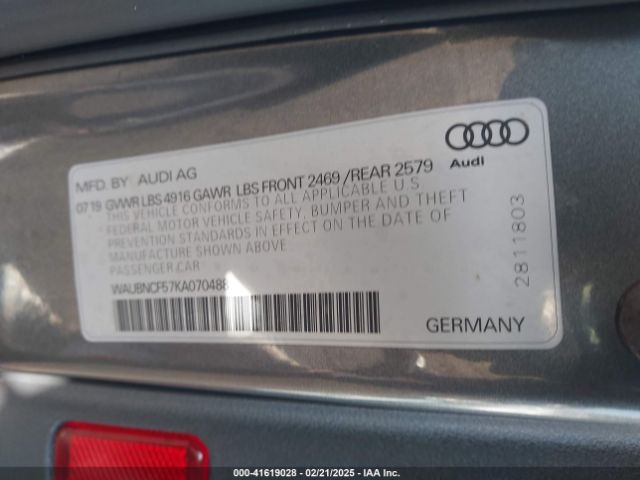 MFD. BY AUDI AG
0719 GVWR LBS 4916 GAWR LBS FRONT 2469 /REAR 2579
THIS VEHICLE CONFORMS TO ALL APPLICABLE U.S
FEDERAL MOTOR VEHICLE SAFETY, BUMPER AND THEFT
PREVENTION STANDARDS IN EFFECT ON THE DATE OF
MANUFACTURE SHOWN ABOVE
PASSENGER CAR
WAUBNCF57KA070488
Audi
2811803
GERMANY
000 - 41619028 - 02/21/2025 - IAA Inc.